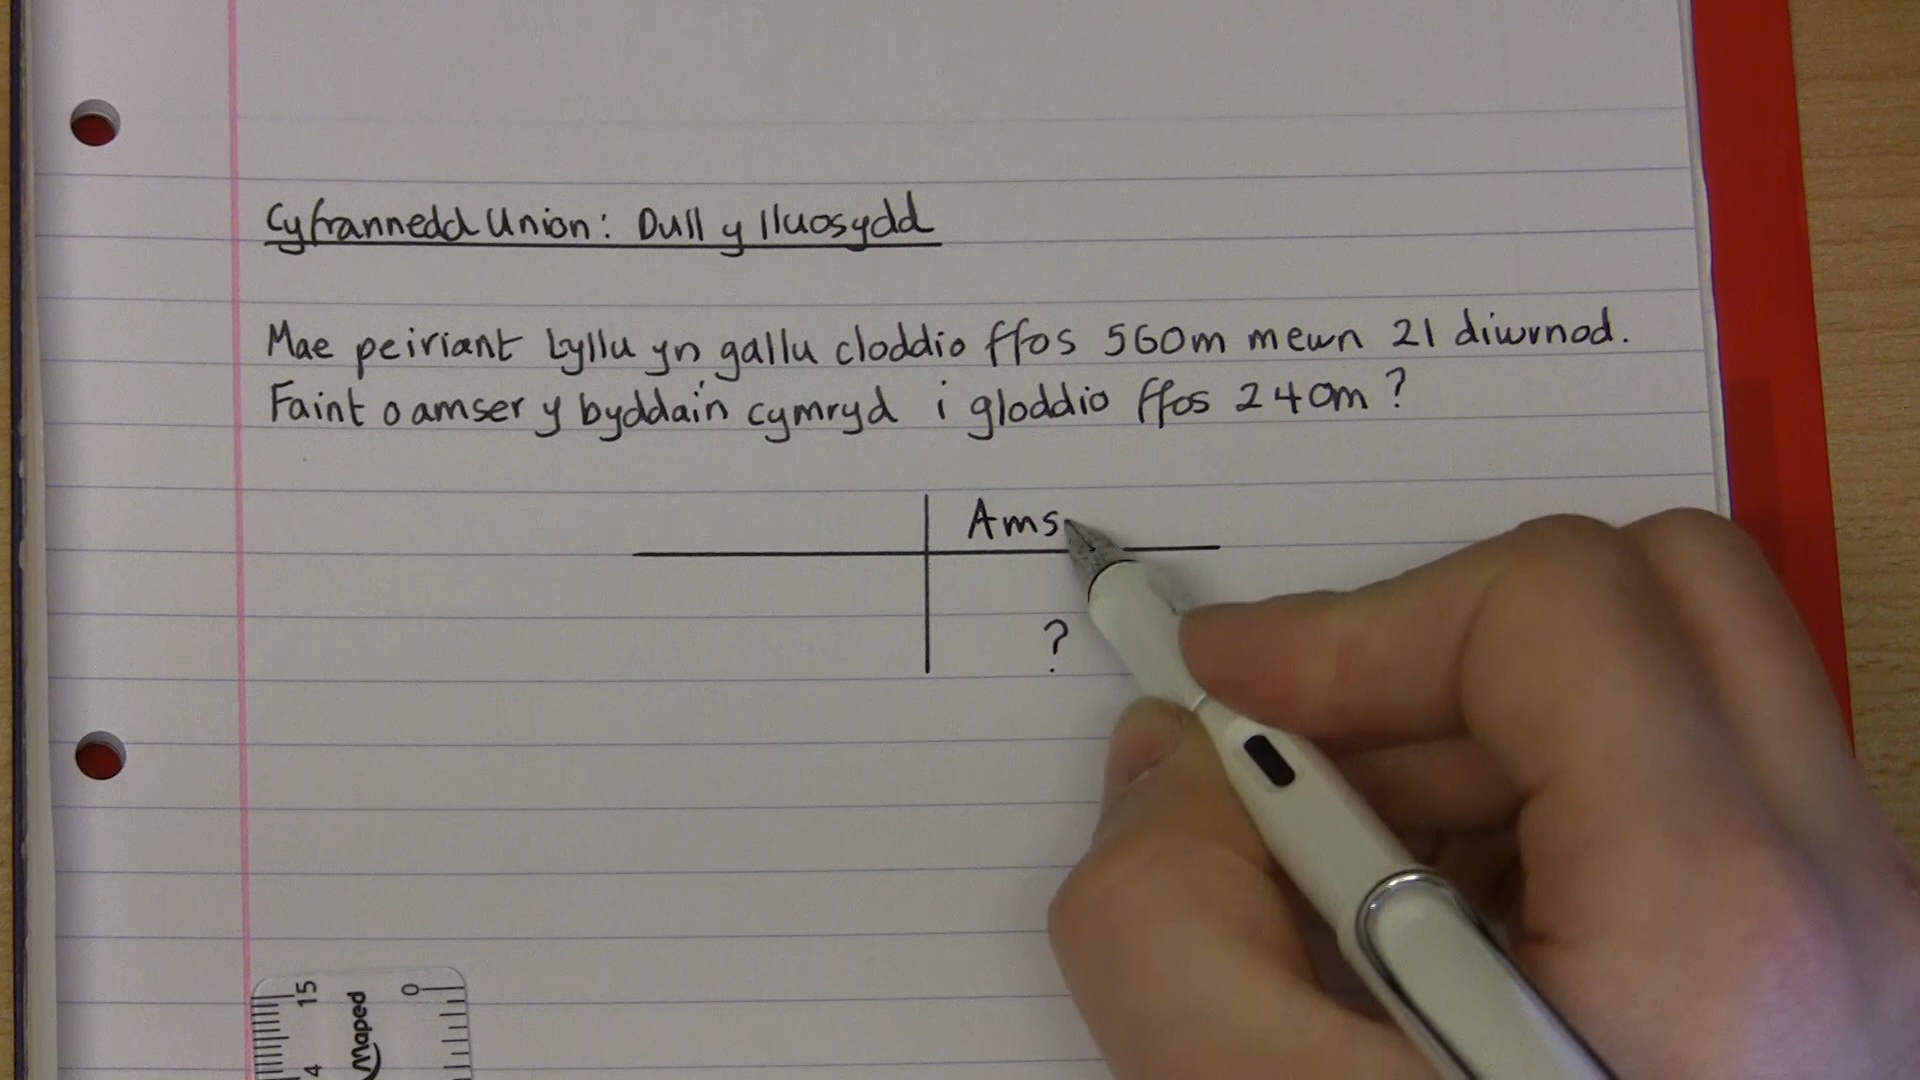 Cyfrannedd Union: Dull y lluosydd
Mae peiriant tyllu yn gallu cloddio ffos 560m mewn 21 diwrnod.
Faint o amser y byddai'n cymryd i gloddio ffos 240m?
Ams
?
15
0
Maped
4